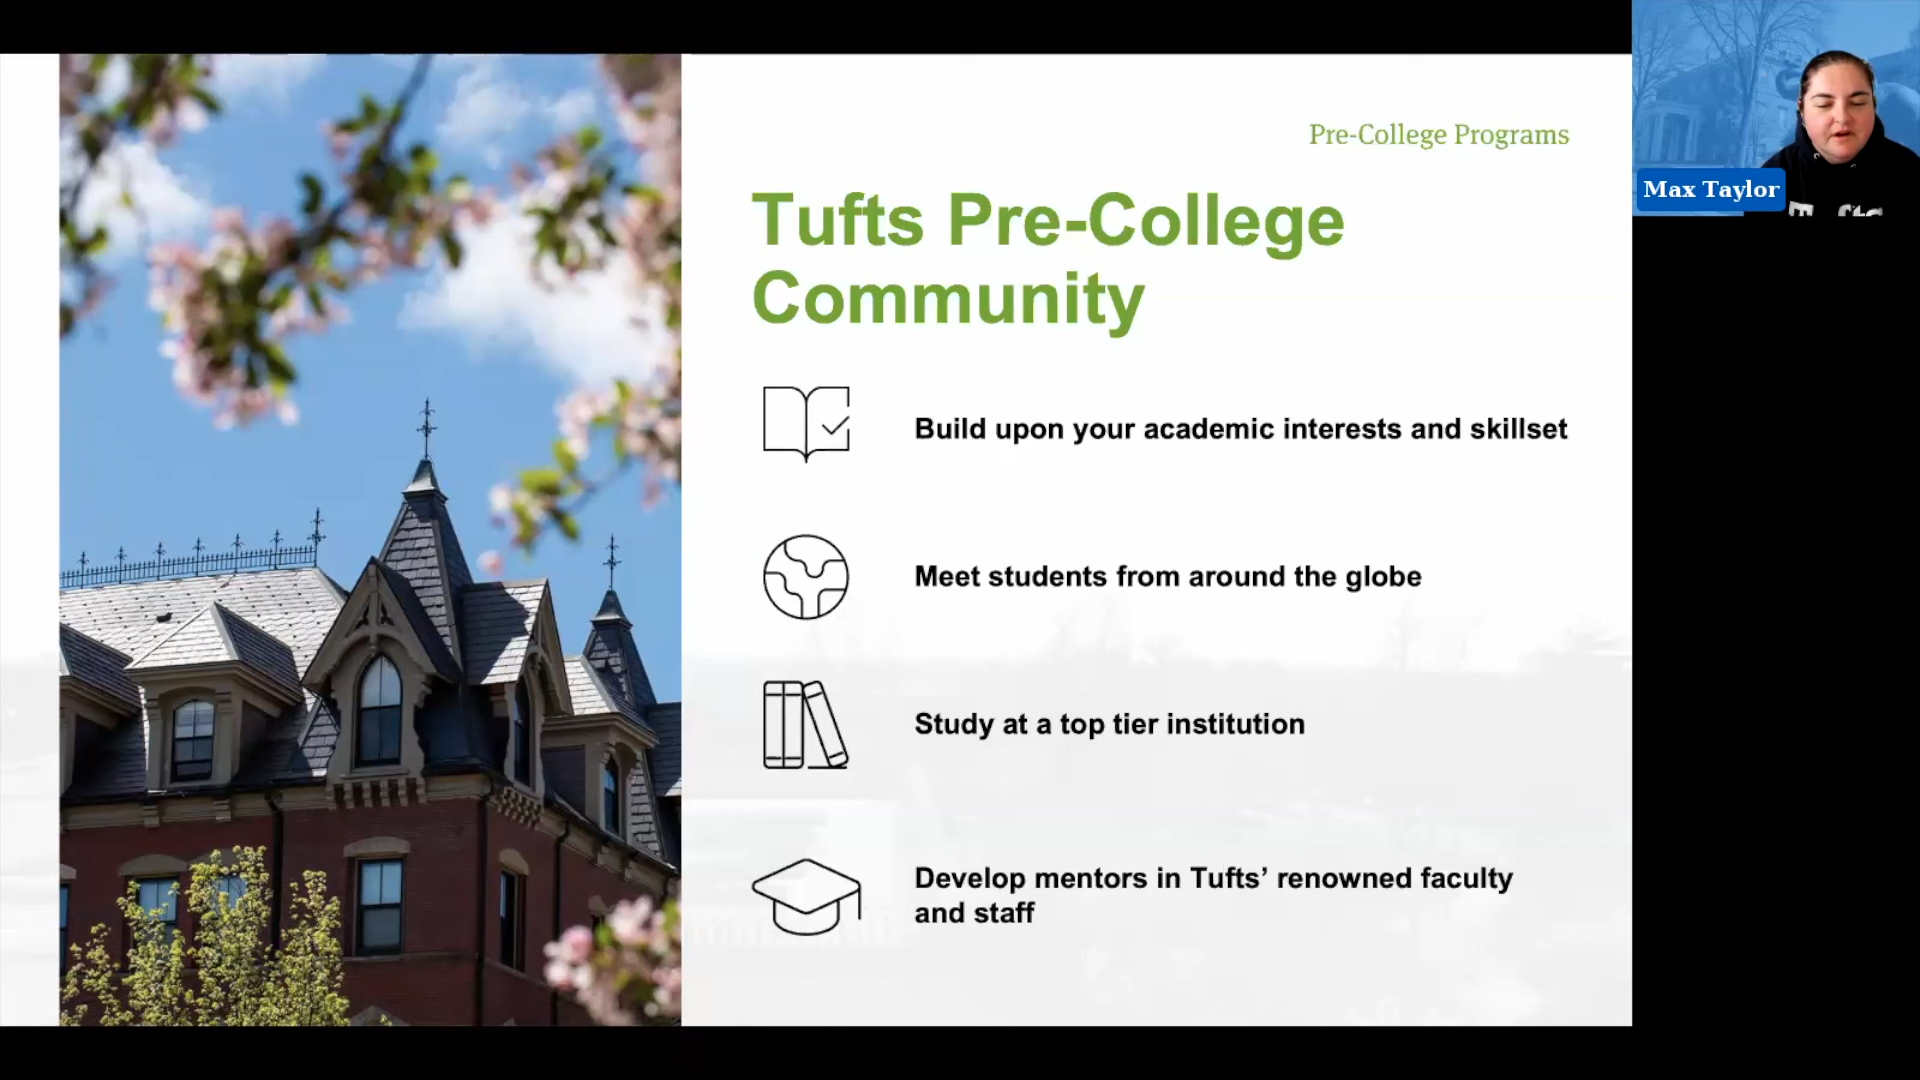 Pre-College Programs
Tufts Pre-College
Community
Build upon your academic interests and skillset
Meet students from around the globe
Study at a top tier institution
Develop mentors in Tufts’ renowned faculty
and staff
Max Taylor